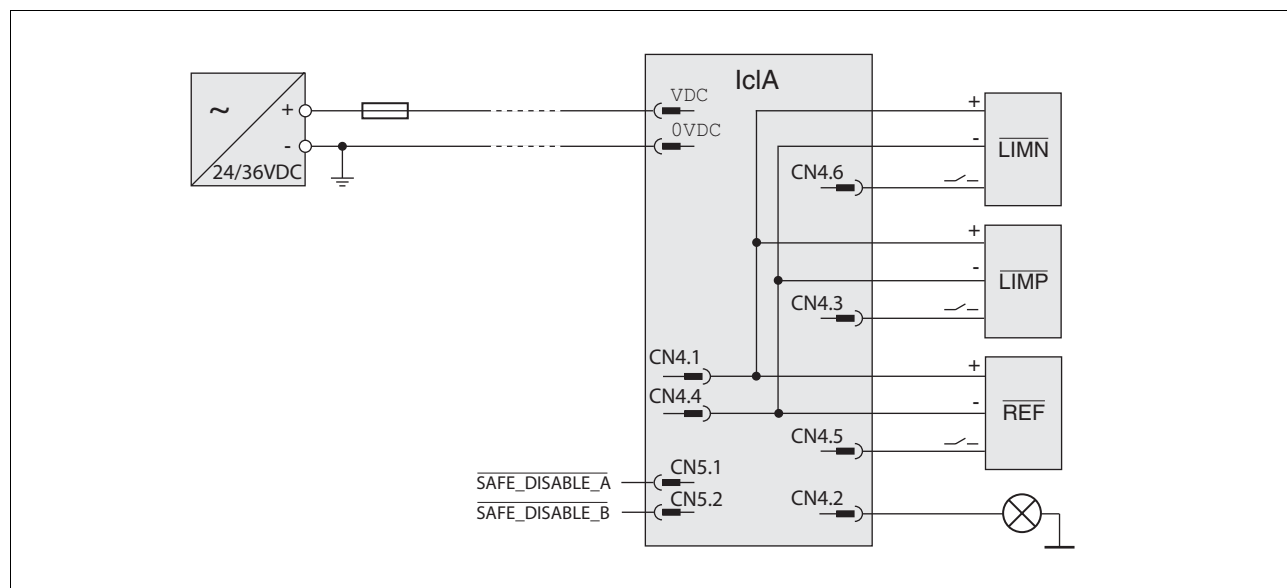 IclA
~
+
-
24/36VDC
VDC
0VDC
CN4.6
+
-
LIMN
CN4.3
+
-
LIMP
CN4.1
CN4.4
CN4.5
+
-
REF
SAFE_DISABLE_A
CN5.1
SAFE_DISABLE_B
CN5.2
CN4.2